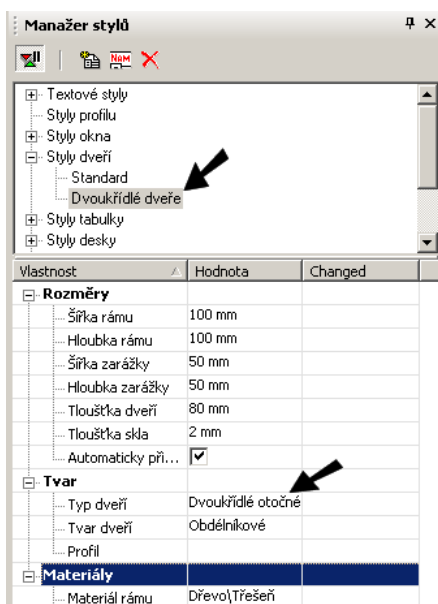 Manažer stylů
NAM
Textové styly
Styly profilu
Styly okna
Styly dveří
Standard
Dvoukřídlé dveře
Styly tabulky
Styly desky
Vlastnost Hodnota Changed
Rozměry
Šířka rámu 100 mm
Hloubka rámu 100 mm
Šířka zarážky 50 mm
Hloubka zarážky 50 mm
Tloušťka dveří 80 mm
Tloušťka skla 2 mm
Automaticky při...
Tvar
Typ dveří Dvoukřídlé otočné
Tvar dveří Obdélníkové
Profil
Materiály
Materiál rámu Dřevo\Třešeň